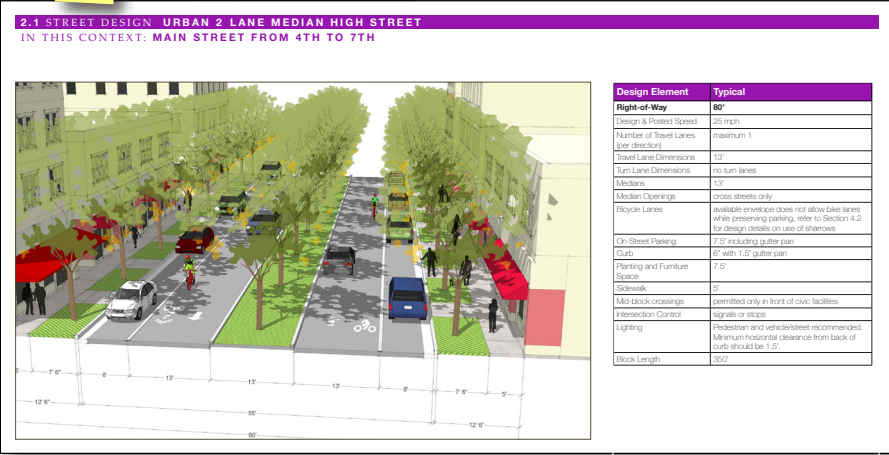 2.1 STREET DESIGN URBAN 2 LANE MEDIAN HIGH STREET
IN THIS CONTEXT: MAIN STREET FROM 4TH TO 7TH
Design Element Typical
Right-of-Way 80'
Design & Posted Speed 25 mph
Number of Travel Lanes (per direction) maximum 1
Travel Lane Dimensions 13'
Turn Lane Dimensions no turn lanes
Medians 13'
Median Openings cross streets only
Bicycle Lanes available envelope does not allow bike lanes
while preserving parking, refer to Section 4.2
for design details on use of sharrows
On-Street Parking 7.5' including gutter pan
Curb 6" with 1.5' gutter pan
Planting and Furniture Space 7.5'
Sidewalk 5'
Mid-block crossings permitted only in front of civic facilities
Intersection Control signals or stops
Lighting Pedestrian and vehicle/street recommended.
Minimum horizontal clearance from back of
curb should be 1.5'.
Block Length 350'
5' 7' 6" 8' 13' 13' 13' 8' 7' 6" 5'
12' 6" 55' 12' 6"
80'